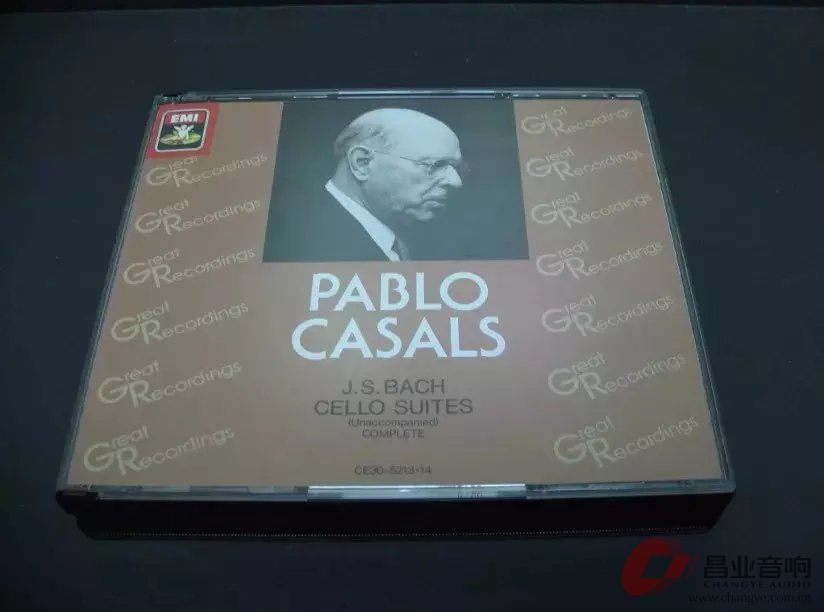 EMI
Great Recordings
Great Recordings
Great Recordings
Great Recordings
Great Recordings
Great Recordings
Great Recordings
Great Recordings
Great Recordings
Great Recordings
Great Recordings
Great Recordings
Great Recordings
Great Recordings
PABLO
CASALS
J.S.BACH
CELLO SUITES
(Unaccompanied)
COMPLETE
CE30-5213·14
昌业音响
CHANGYE AUDIO
www.changye.com.cn